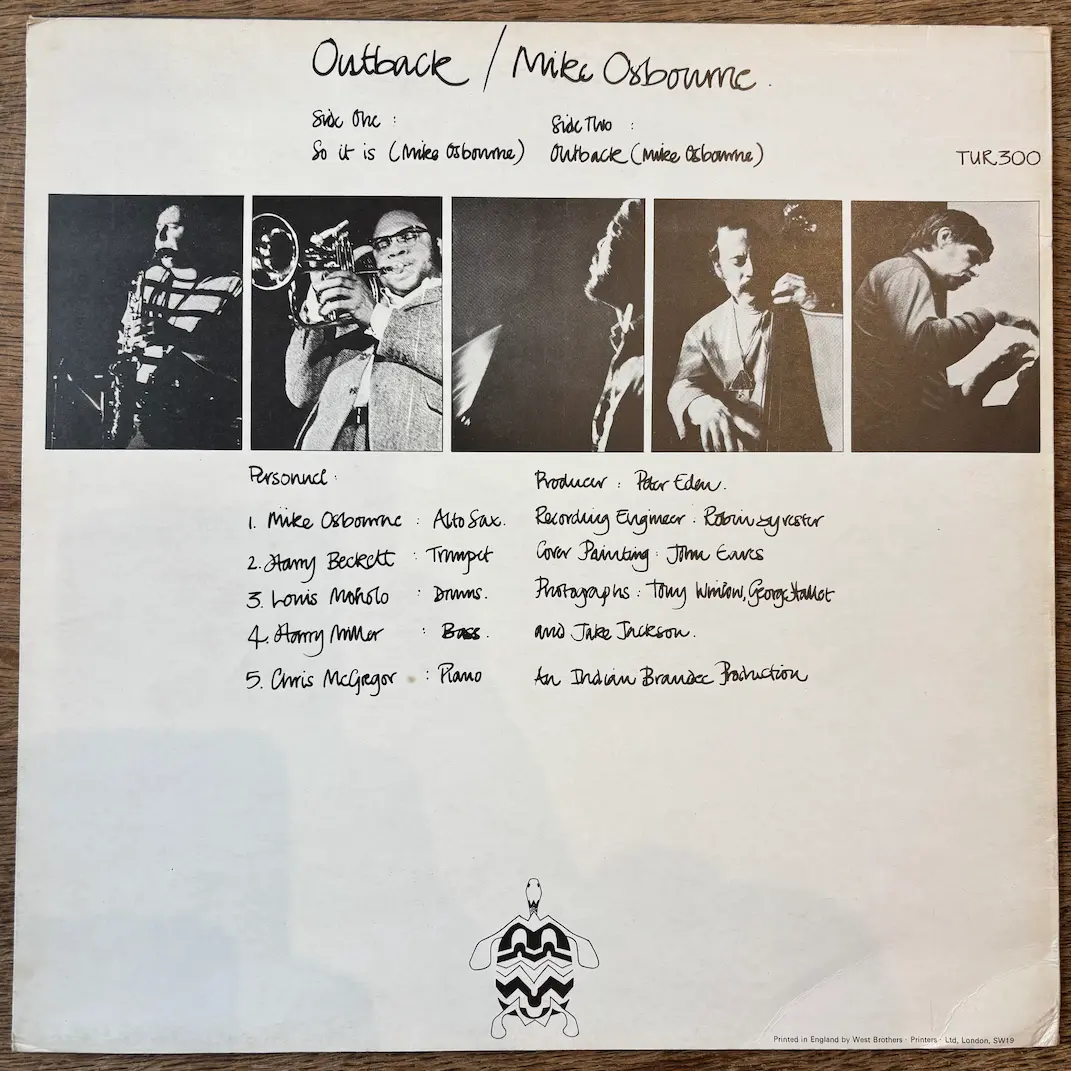 Outback / Mike Osbourne.
Side One :
So it is (Mike Osbourne)
Side Two :
Outback (Mike Osbourne)
TUR300
Personnel :
1. Mike Osbourne : Alto Sax.
2. Harry Beckett : Trumpet
3. Louis Moholo : Drums.
4. Harry Miller : Bass.
5. Chris McGregor : Piano
Producer : Peter Eden.
Recording Engineer : Robin Sylvester
Cover Painting : John Eaves
Photographs : Tony Winlow, George Hallet
and Jake Jackson.
An Indian Brandee Production
Printed in England by West Brothers · Printers · Ltd, London, SW19